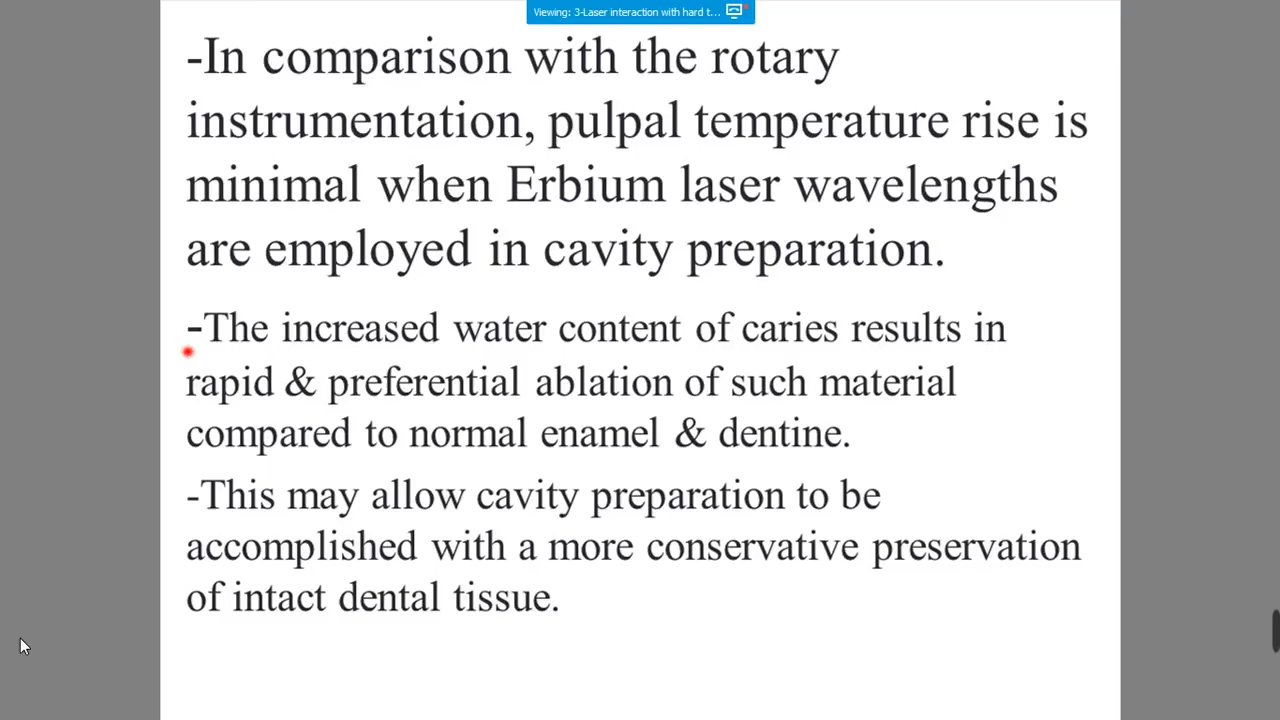 Viewing: 3-Laser interaction with hard t...
-In comparison with the rotary
instrumentation, pulpal temperature rise is
minimal when Erbium laser wavelengths
are employed in cavity preparation.
-The increased water content of caries results in
rapid & preferential ablation of such material
compared to normal enamel & dentine.
-This may allow cavity preparation to be
accomplished with a more conservative preservation
of intact dental tissue.